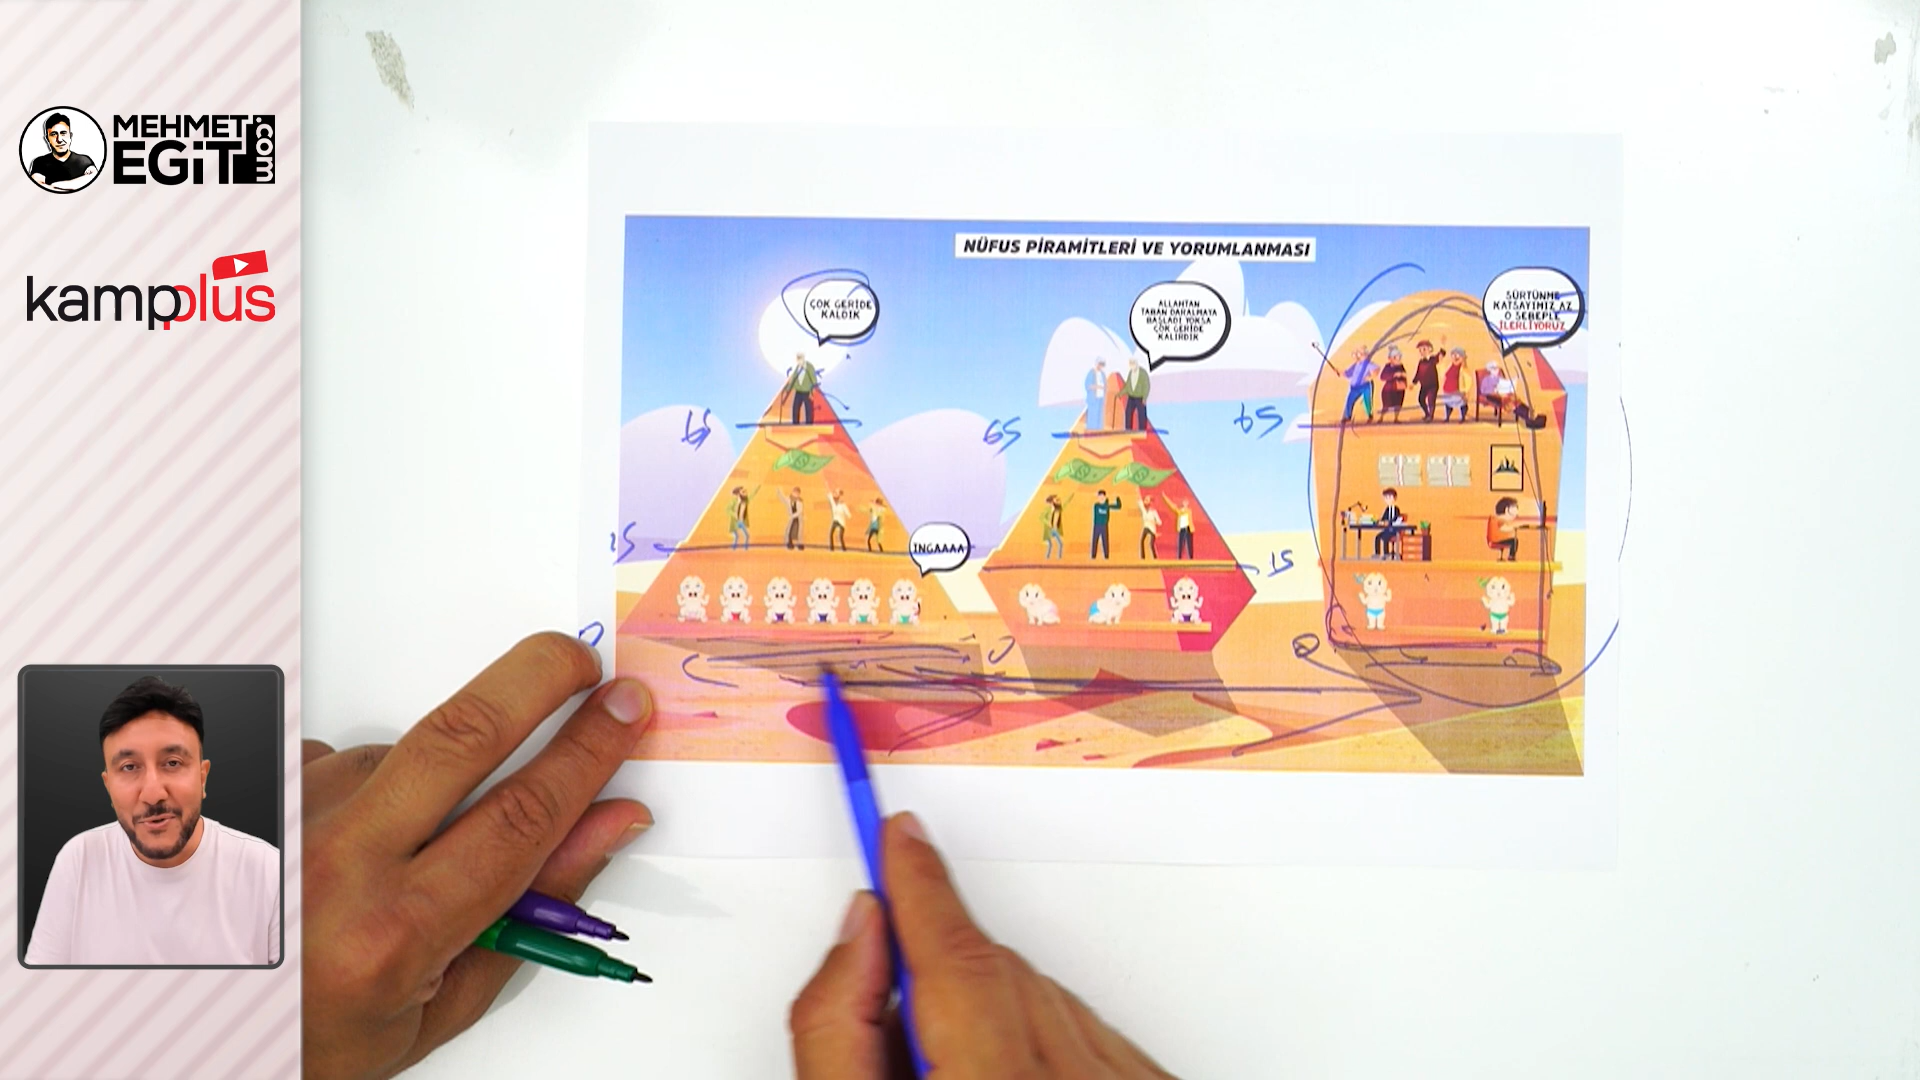 MEHMET
EGiT
.com
kampplus
NÜFUS PİRAMİTLERİ VE YORUMLANMASI
ÇOK GERİDE
KALDIK
ALLAHTAN
TABAN DARALMAYA
BAŞLADI YOKSA
ÇOK GERİDE
KALIRDIK
SÜRTÜNME
KATSAYIMIZ AZ
O SEBEPLE
İLERLİYORUZ
65
65
65
15
INGAAAA
15
0
0
0